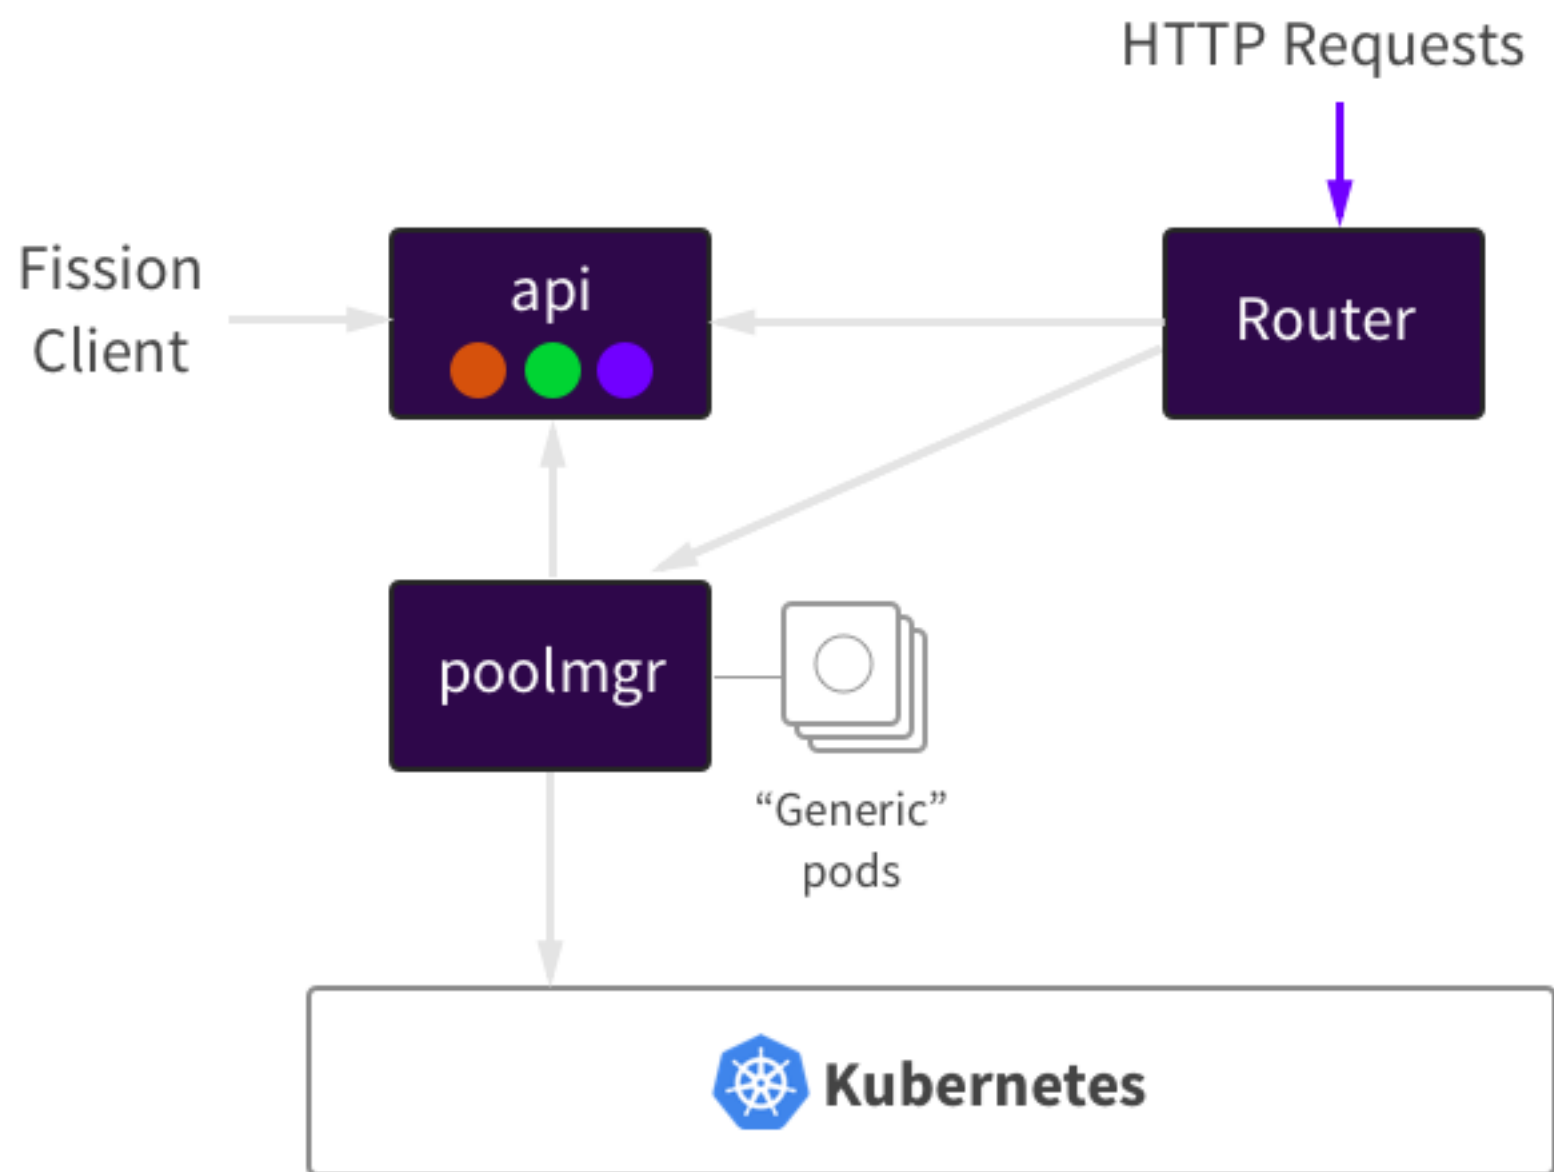 HTTP Requests
Fission
Client
api
Router
poolmgr
“Generic”
pods
Kubernetes